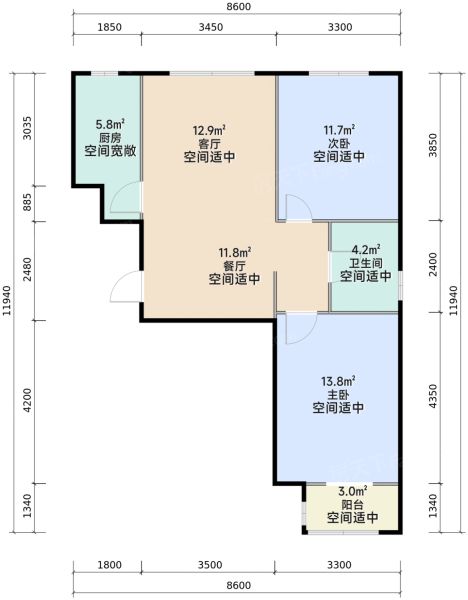 8600
1850 3450 3300
5.8㎡
厨房
空间宽敞
12.9㎡
客厅
空间适中
11.7㎡
次卧
空间适中
11.8㎡
餐厅
空间适中
4.2㎡
卫生间
空间适中
13.8㎡
主卧
空间适中
3.0㎡
阳台
空间适中
11940
3035
885
2480
4200
1340
3850
2400
4350
1340
11940
1800 3500 3300
8600